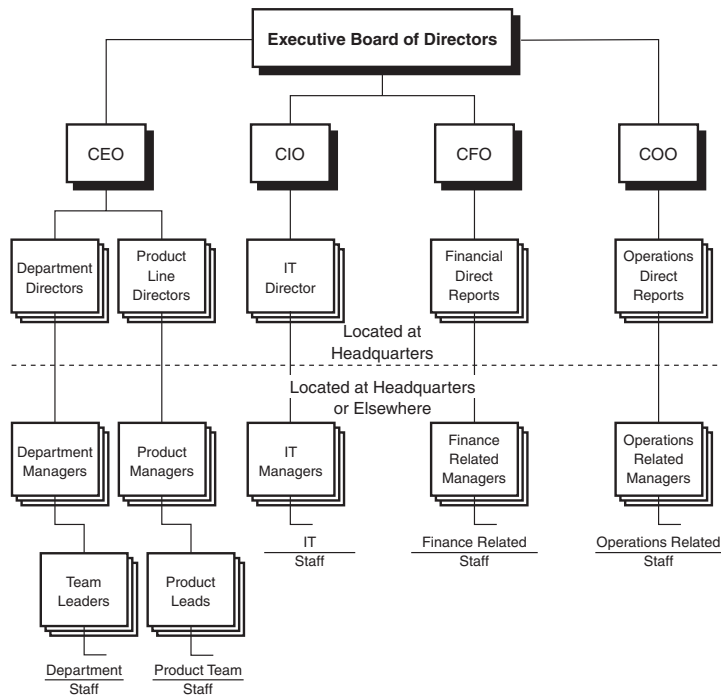 Executive Board of Directors
CEO
CIO
CFO
COO
Department
Directors
Product
Line
Directors
IT
Director
Financial
Direct
Reports
Operations
Direct
Reports
Located at
Headquarters
Located at Headquarters
or Elsewhere
Department
Managers
Product
Managers
IT
Managers
Finance
Related
Managers
Operations
Related
Managers
IT
Staff
Finance Related
Staff
Operations Related
Staff
Team
Leaders
Product
Leads
Department
Staff
Product Team
Staff